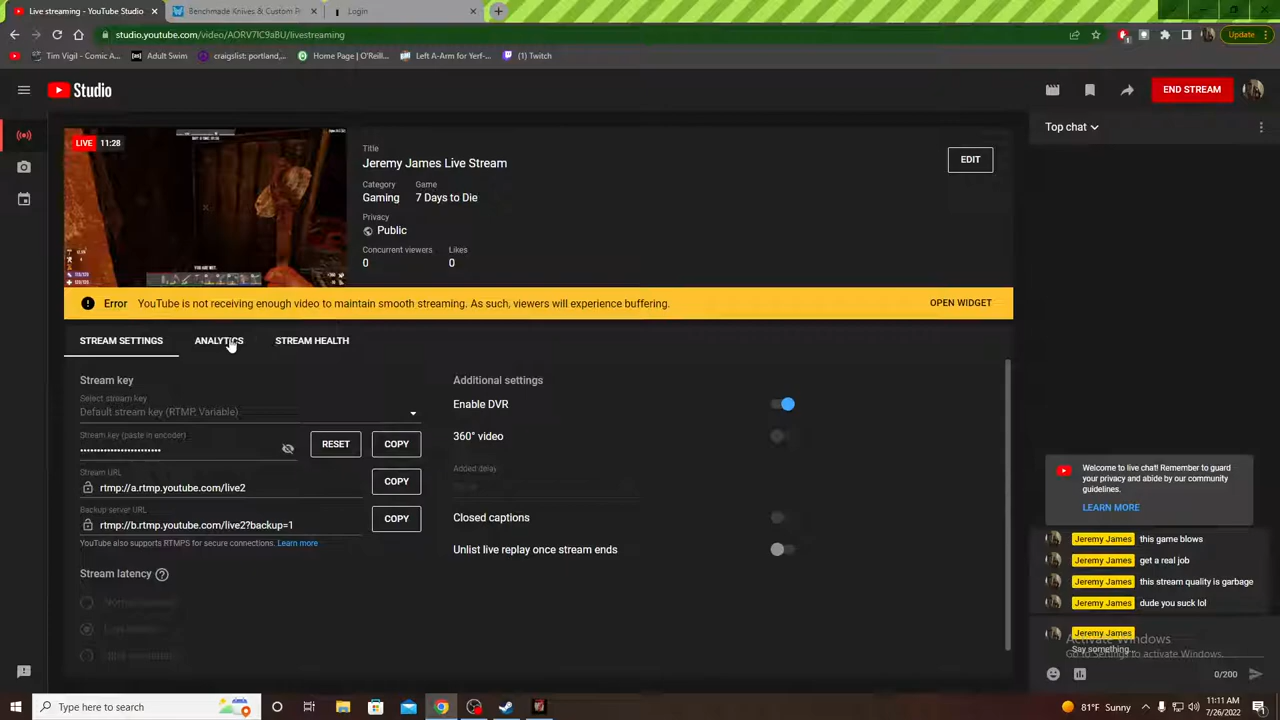 Live streaming - YouTube Studio
Benchmade Knives & Custom P
Login
studio.youtube.com/video/AORV7IC9aBU/livestreaming
Update
Tim Vigil - Comic A...
Adult Swim
craigslist: portland,...
Home Page | O'Reill...
Left A-Arm for Yerf-...
(1) Twitch
Studio
END STREAM
LIVE 11:28
Title
Jeremy James Live Stream
Category Game
Gaming 7 Days to Die
Privacy
Public
Concurrent viewers Likes
0 0
EDIT
Top chat
Error YouTube is not receiving enough video to maintain smooth streaming. As such, viewers will experience buffering.
OPEN WIDGET
STREAM SETTINGS ANALYTICS STREAM HEALTH
Stream key
Select stream key
Default stream key (RTMP, Variable)
Stream key (paste in encoder)
RESET COPY
Stream URL
rtmp://a.rtmp.youtube.com/live2
COPY
Backup server URL
rtmp://b.rtmp.youtube.com/live2?backup=1
COPY
YouTube also supports RTMPS for secure connections. Learn more
Stream latency
Additional settings
Enable DVR
360° video
Added delay
Closed captions
Unlist live replay once stream ends
Welcome to live chat! Remember to guard
your privacy and abide by our community
guidelines.
LEARN MORE
Jeremy James this game blows
Jeremy James get a real job
Jeremy James this stream quality is garbage
Jeremy James dude you suck lol
Jeremy James
Say something...
Activate Windows
Go to Settings to activate Windows.
0/200
Type here to search
81°F Sunny
11:11 AM
7/26/2022